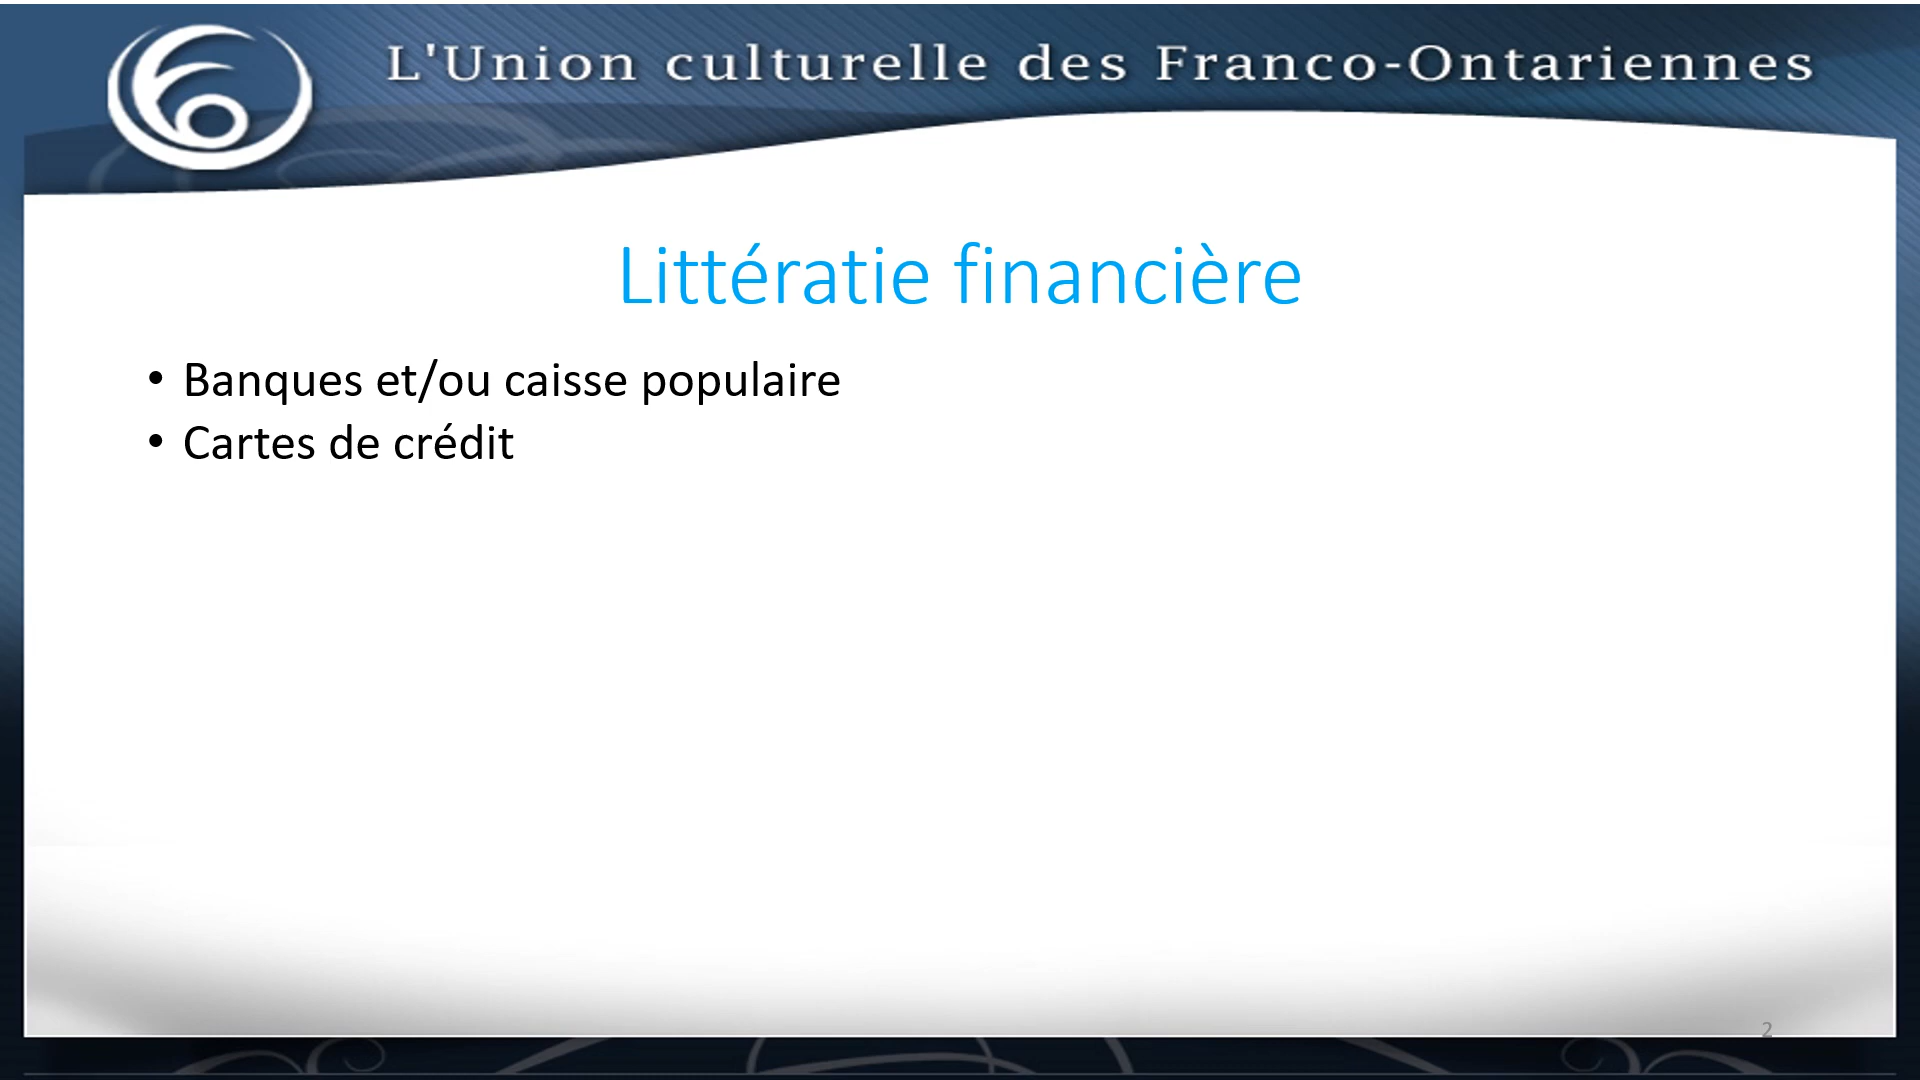 L'Union culturelle des Franco-Ontariennes
Littératie financière
• Banques et/ou caisse populaire
• Cartes de crédit
2